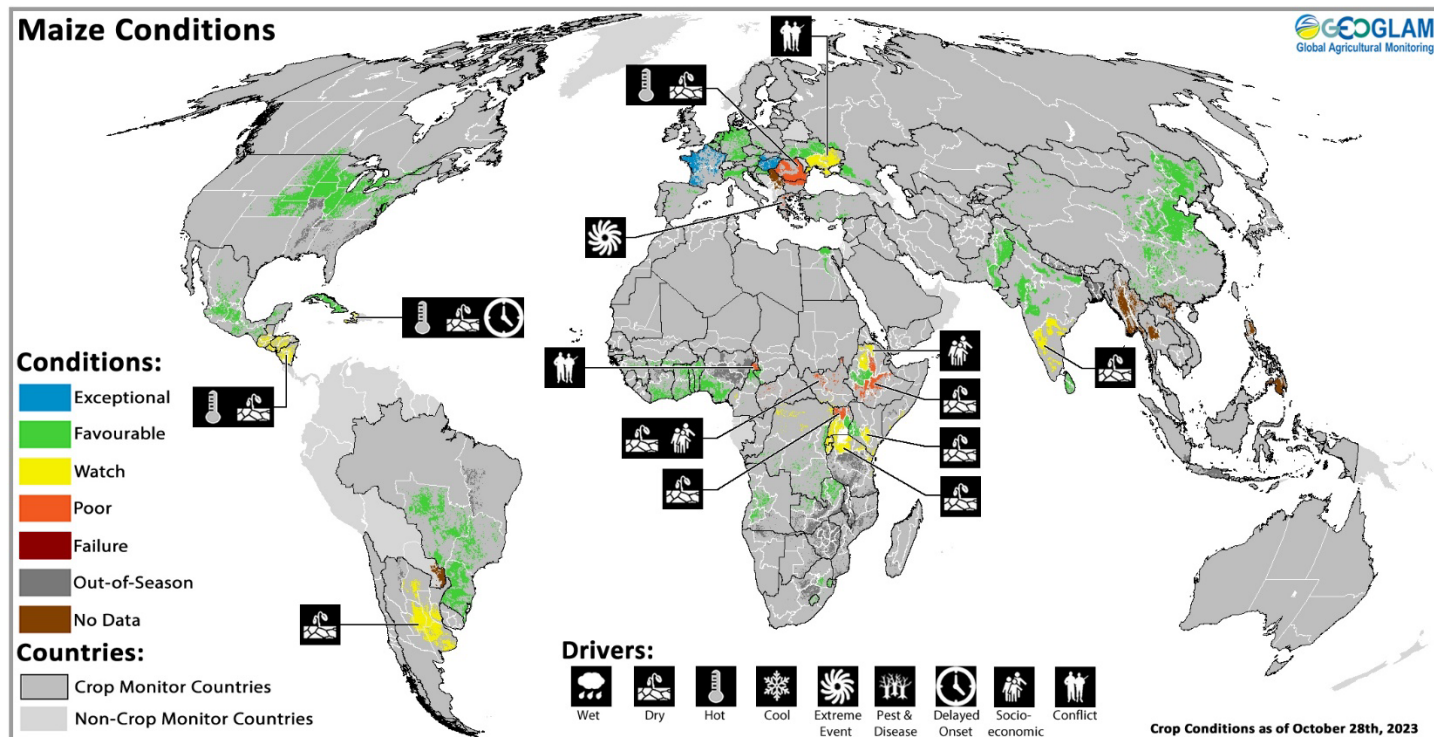 Maize Conditions
GEOGLAM
Global Agricultural Monitoring
Conditions:
Exceptional
Favourable
Watch
Poor
Failure
Out-of-Season
No Data
Countries:
Crop Monitor Countries
Non-Crop Monitor Countries
Drivers:
Wet
Dry
Hot
Cool
Extreme
Event
Pest &
Disease
Delayed
Onset
Socio-
economic
Conflict
Crop Conditions as of October 28th, 2023